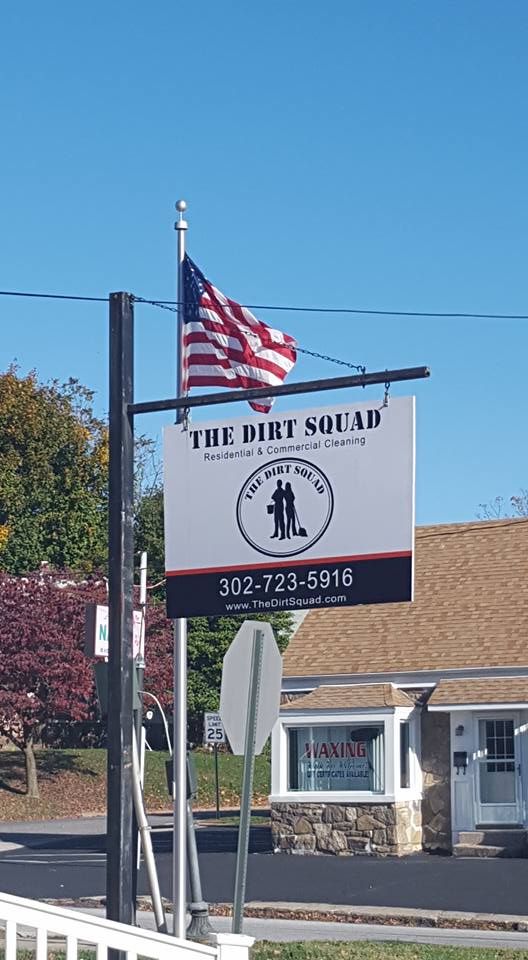 THE DIRT SQUAD
Residential & Commercial Cleaning
THE DIRT SQUAD
302-723-5916
www.TheDirtSquad.com
SPEED
LIMIT
25
WAXING
GIFT CERTIFICATES AVAILABLE